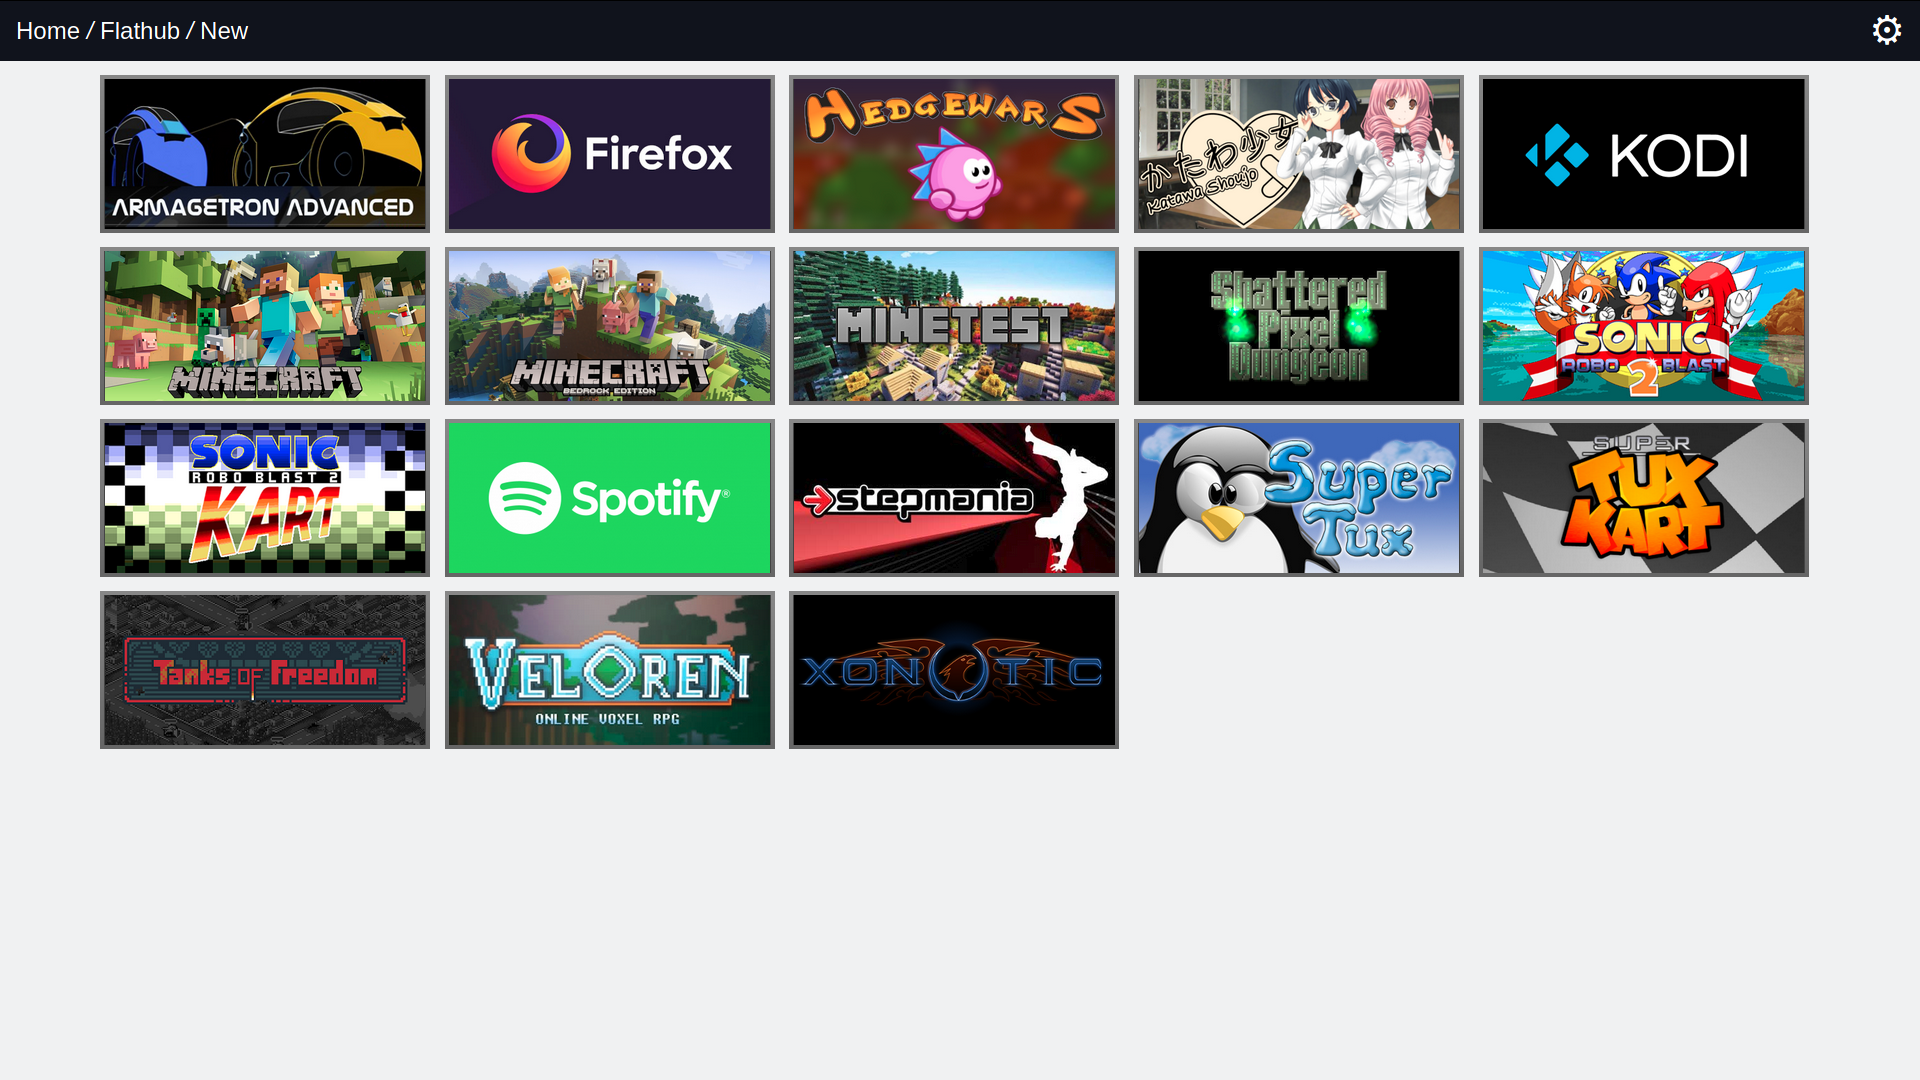 Home / Flathub / New
ARMAGETRON ADVANCED
Firefox
HEDGEWARS
かたわ少女
Katawa Shoujo
KODI
MINECRAFT
MINECRAFT
BEDROCK EDITION
MINETEST
Shattered
Pixel
Dungeon
SONIC
ROBO BLAST
2
SONIC
ROBO BLAST 2
KART
Spotify®
stepmania
Super
Tux
SUPER
TUX
KART
Tanks OF Freedom
VELOREN
ONLINE VOXEL RPG
XONOTIC